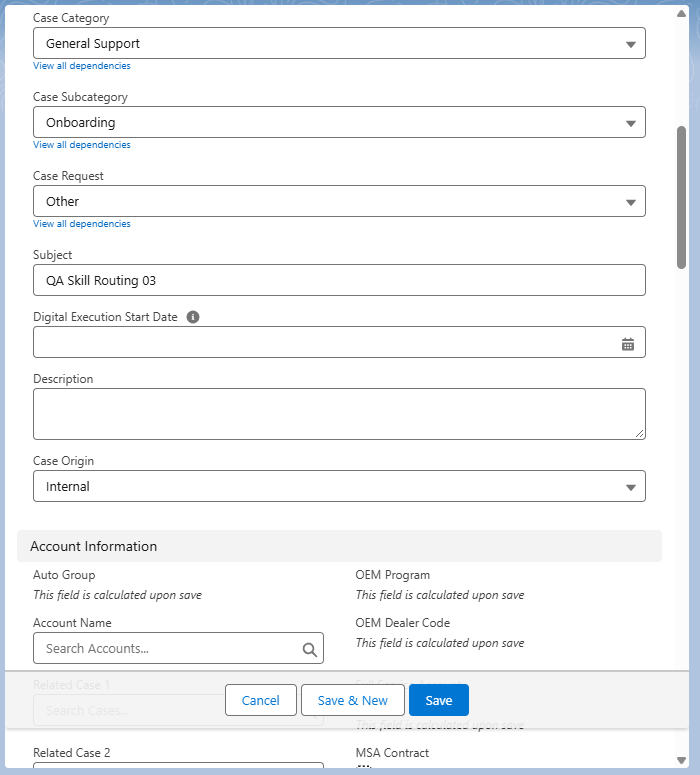 Case Category
General Support
View all dependencies
Case Subcategory
Onboarding
View all dependencies
Case Request
Other
View all dependencies
Subject
QA Skill Routing 03
Digital Execution Start Date
Description
Case Origin
Internal
Account Information
Auto Group
OEM Program
This field is calculated upon save
This field is calculated upon save
Account Name
OEM Dealer Code
Search Accounts...
This field is calculated upon save
Related Case 1
Search Cases...
Cancel
Save & New
Save
This field is calculated upon save
Related Case 2
MSA Contract